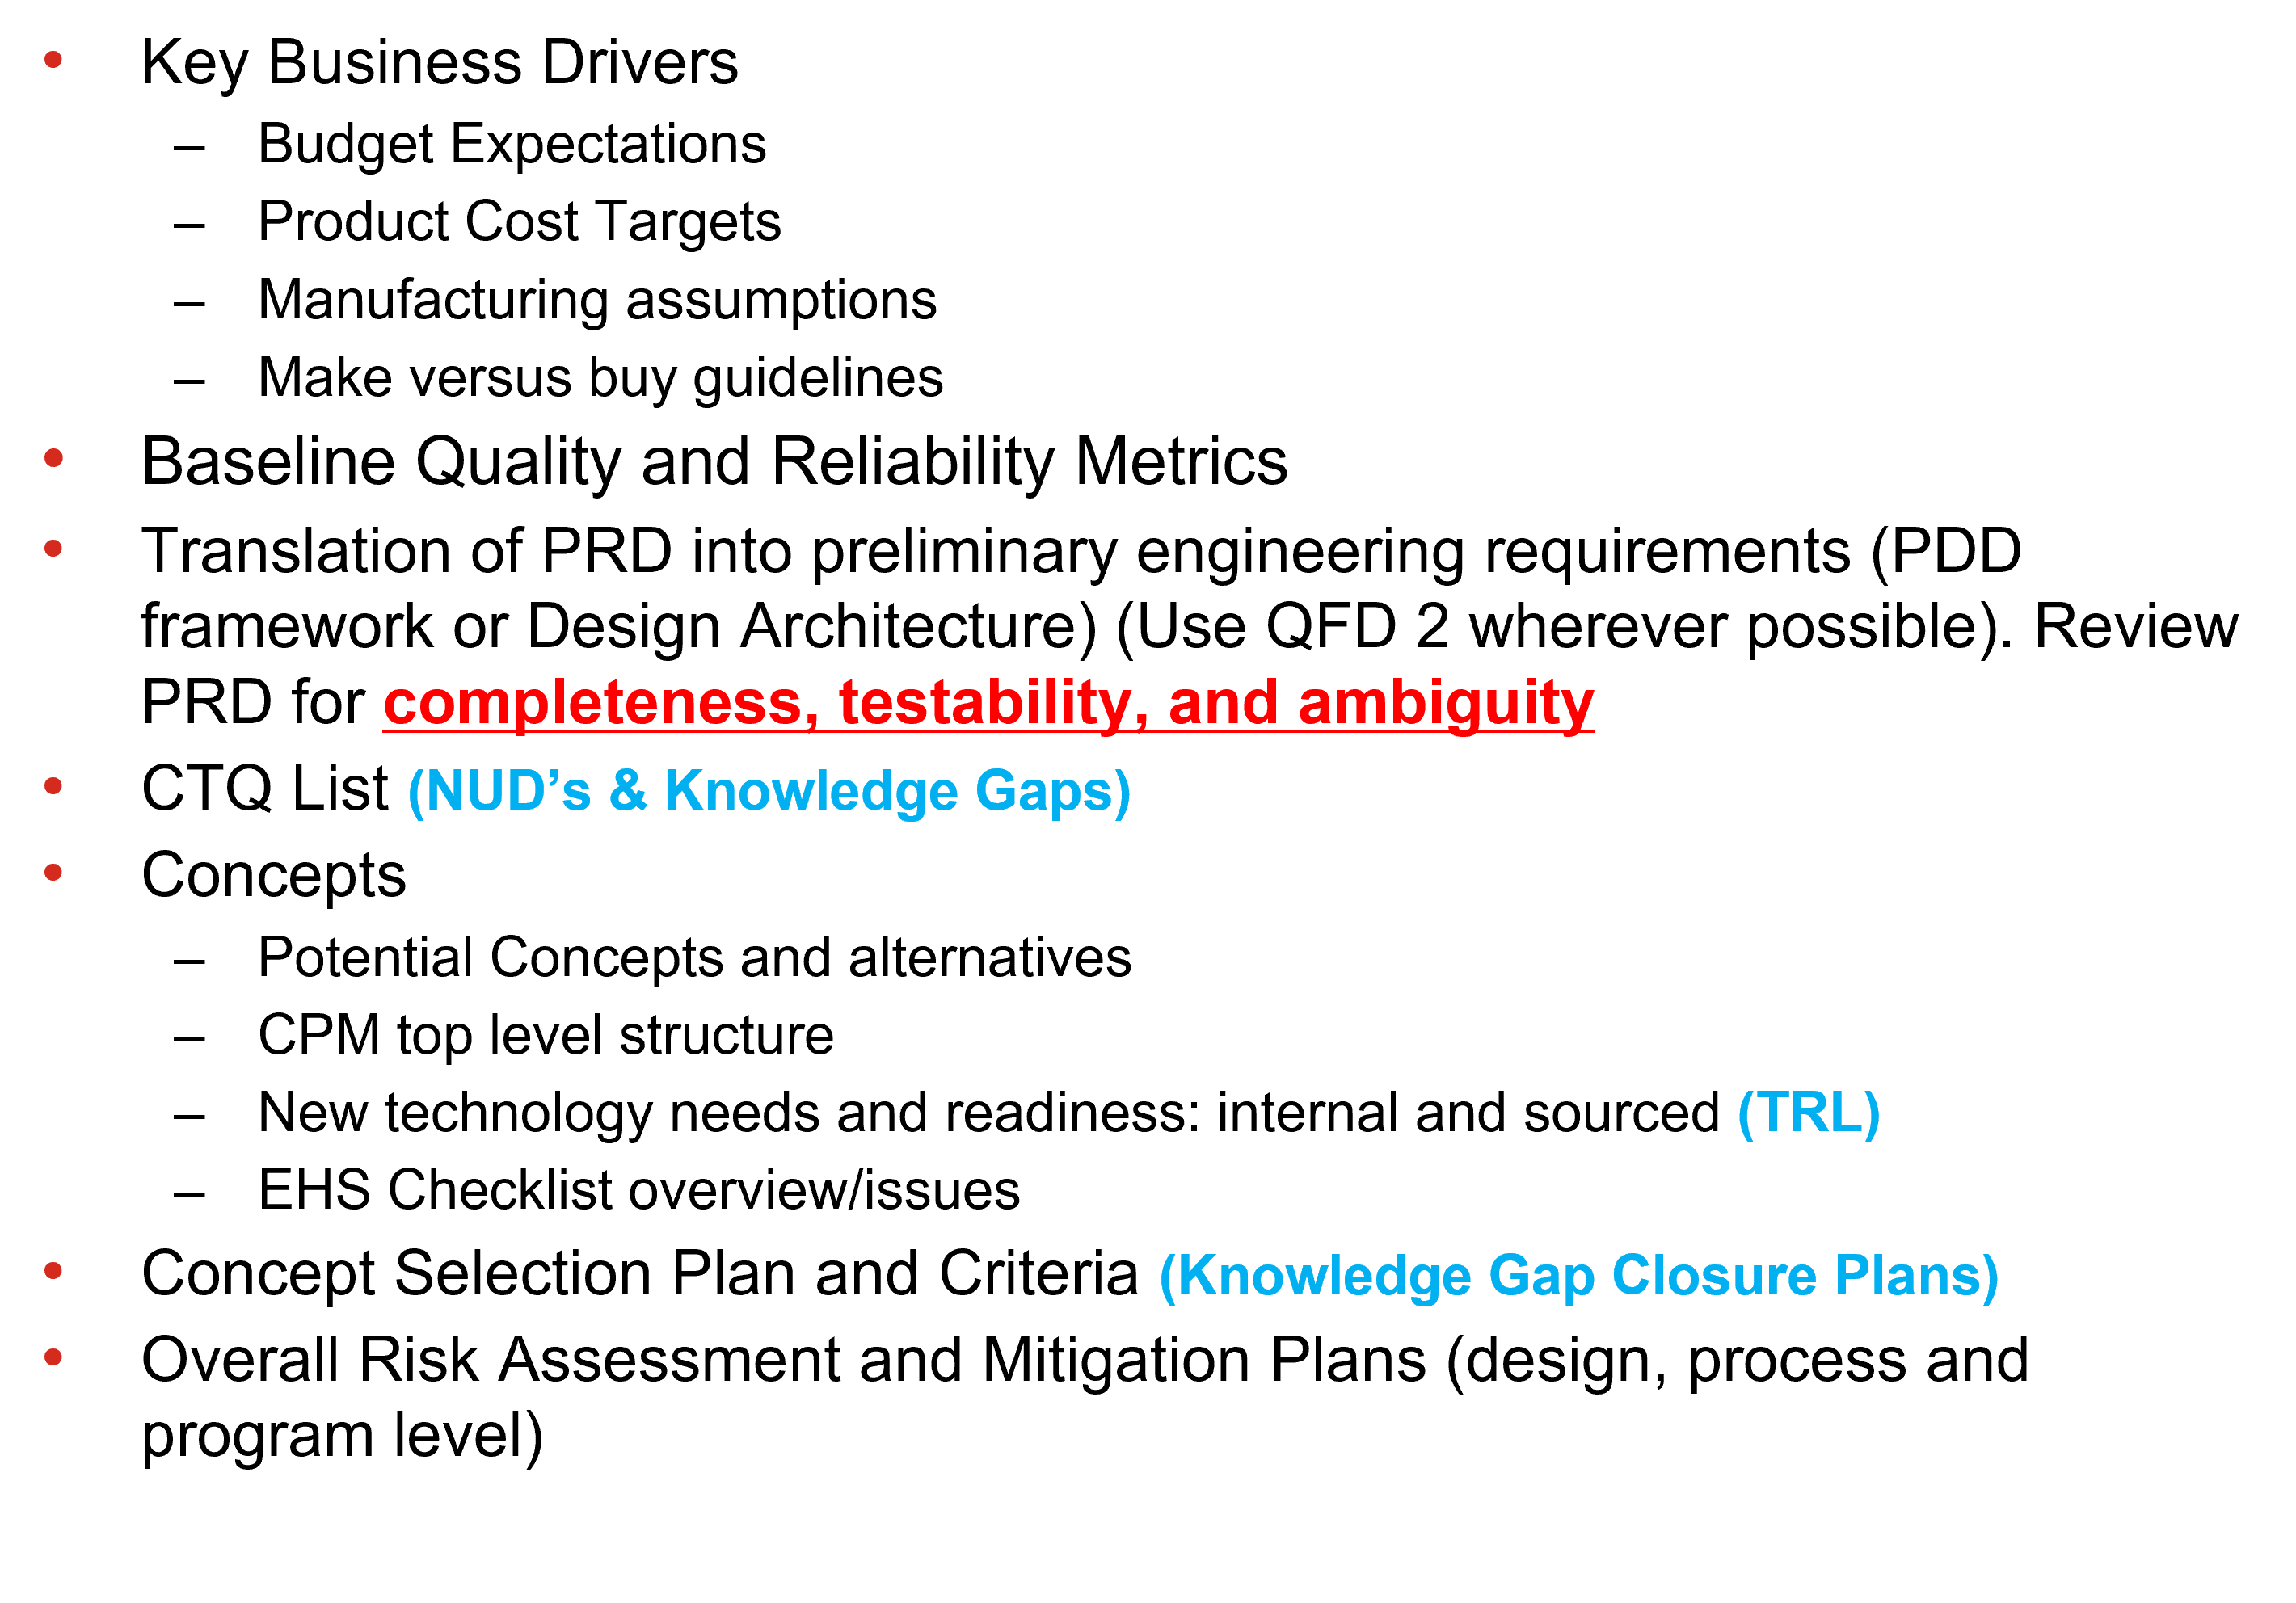 • Key Business Drivers
– Budget Expectations
– Product Cost Targets
– Manufacturing assumptions
– Make versus buy guidelines
• Baseline Quality and Reliability Metrics
• Translation of PRD into preliminary engineering requirements (PDD
framework or Design Architecture) (Use QFD 2 wherever possible). Review
PRD for completeness, testability, and ambiguity
• CTQ List (NUD’s & Knowledge Gaps)
• Concepts
– Potential Concepts and alternatives
– CPM top level structure
– New technology needs and readiness: internal and sourced (TRL)
– EHS Checklist overview/issues
• Concept Selection Plan and Criteria (Knowledge Gap Closure Plans)
• Overall Risk Assessment and Mitigation Plans (design, process and
program level)